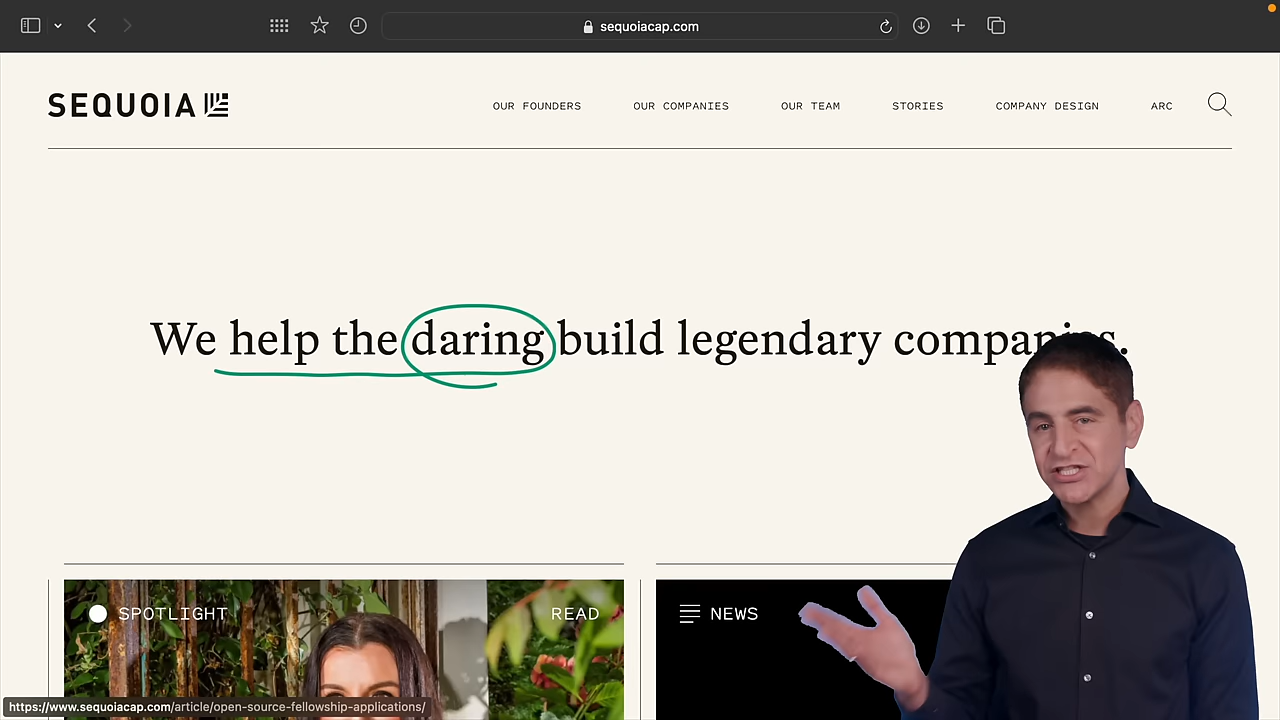 sequoiacap.com
SEQUOIA
OUR FOUNDERS OUR COMPANIES OUR TEAM STORIES COMPANY DESIGN ARC
We help the daring build legendary companies.
SPOTLIGHT READ
NEWS
https://www.sequoiacap.com/article/open-source-fellowship-applications/